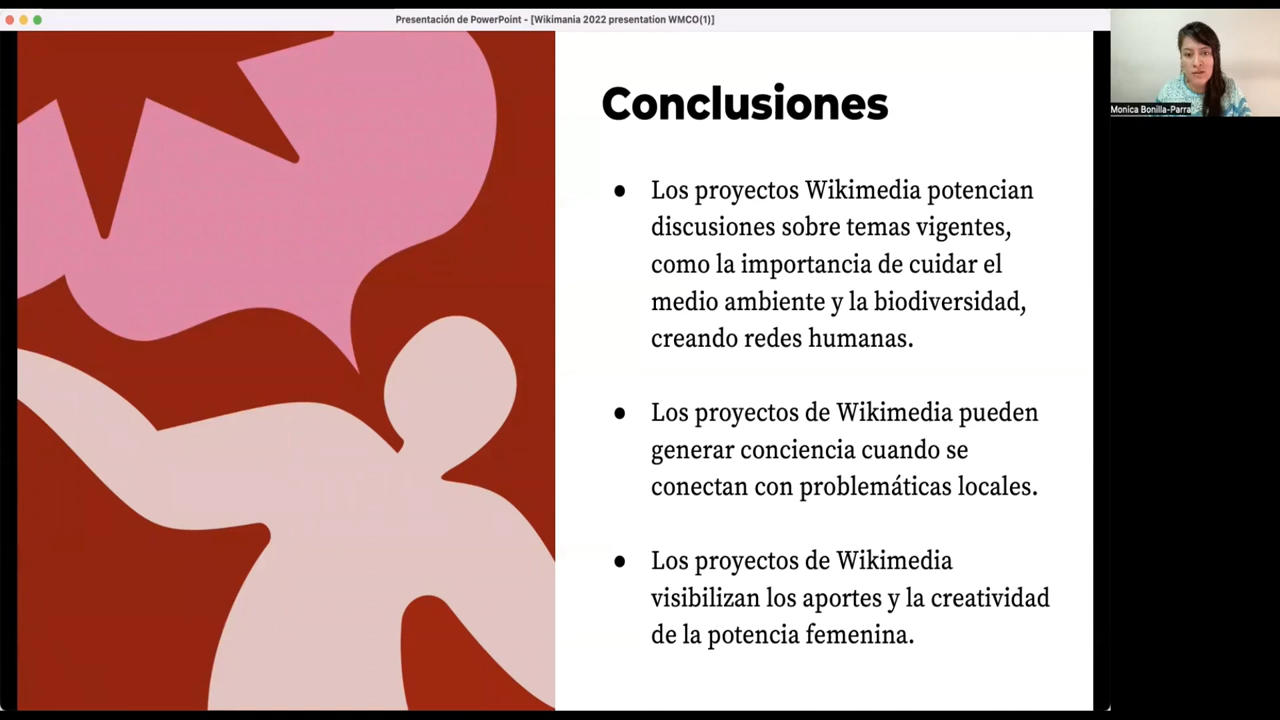 Presentación de PowerPoint - [Wikimania 2022 presentation WMCO(1)]
Monica Bonilla-Parra
Conclusiones
● Los proyectos Wikimedia potencian
discusiones sobre temas vigentes,
como la importancia de cuidar el
medio ambiente y la biodiversidad,
creando redes humanas.
● Los proyectos de Wikimedia pueden
generar conciencia cuando se
conectan con problemáticas locales.
● Los proyectos de Wikimedia
visibilizan los aportes y la creatividad
de la potencia femenina.